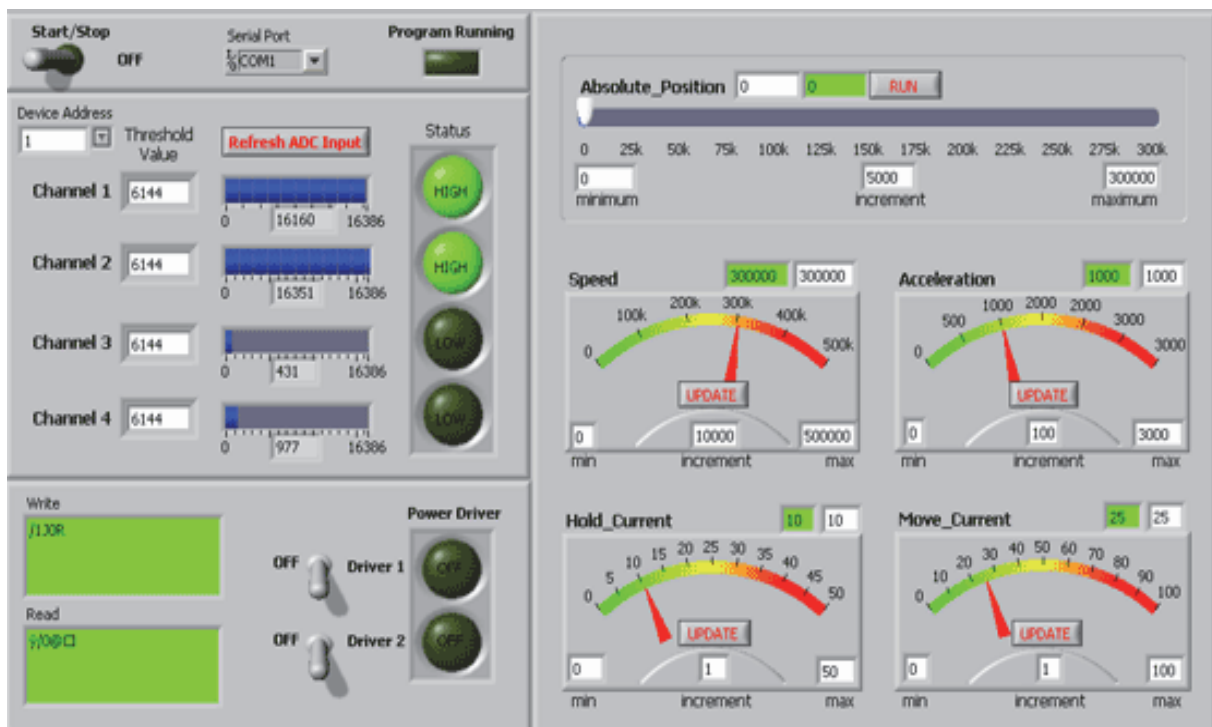 Start/Stop
OFF
Serial Port
COM1
Program Running
Device Address
1
Threshold
Value
Refresh ADC Input
Status
Channel 1 6144
HIGH
0 16160 16386
Channel 2 6144
HIGH
0 16351 16386
Channel 3 6144
LOW
0 431 16386
Channel 4 6144
LOW
0 977 16386
Write
/1J0R
Read
Power Driver
OFF Driver 1 OFF
OFF Driver 2 OFF
Absolute_Position 0 0 RUN
0 25k 50k 75k 100k 125k 150k 175k 200k 225k 250k 275k 300k
0 5000 300000
minimum increment maximum
Speed 300000 300000
0 100k 200k 300k 400k 500k
UPDATE
0 10000 500000
min increment max
Acceleration 1000 1000
0 500 1000 2000 2000 3000 3000
UPDATE
0 100 3000
min increment max
Hold_Current 10 10
0 5 10 15 20 25 30 35 40 45 50
UPDATE
0 1 50
min increment max
Move_Current 25 25
0 10 20 30 40 50 60 70 80 90 100
UPDATE
0 1 100
min increment max